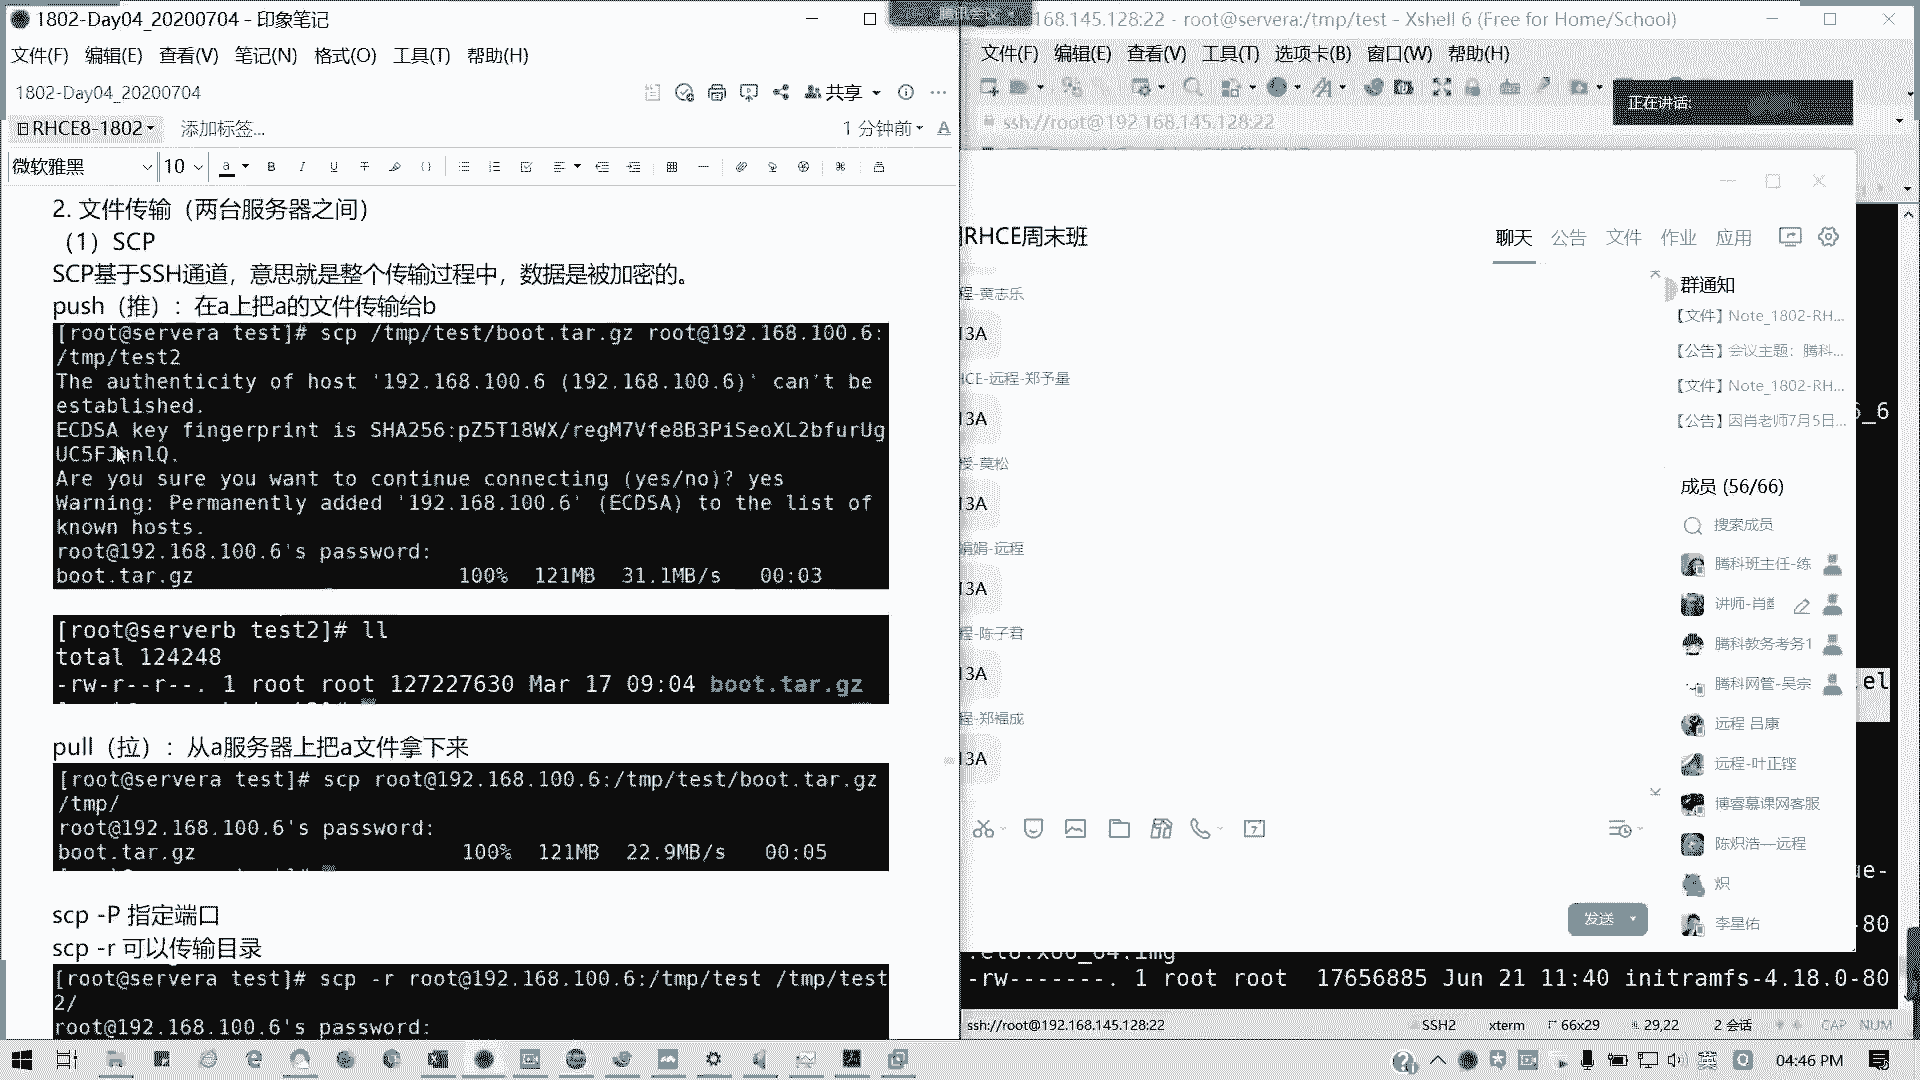 1802-Day04_20200704 - 印象笔记
文件(F) 编辑(E) 查看(V) 笔记(N) 格式(O) 工具(T) 帮助(H)
1802-Day04_20200704
共享
RHCE8-1802
添加标签...
1 分钟前
微软雅黑
10
2. 文件传输（两台服务器之间）
（1）SCP
SCP基于SSH通道，意思就是整个传输过程中，数据是被加密的。
push（推）：在a上把a的文件传输给b
[root@servera test]# scp /tmp/test/boot.tar.gz root@192.168.100.6:
/tmp/test2
The authenticity of host '192.168.100.6 (192.168.100.6)' can't be
established.
ECDSA key fingerprint is SHA256:pZ5T18WX/regM7Vfe8B3PiSeoXL2bfurUg
Are you sure you want to continue connecting (yes/no)? yes
Warning: Permanently added '192.168.100.6' (ECDSA) to the list of
known hosts.
root@192.168.100.6's password:
boot.tar.gz 100% 121MB 31.1MB/s 00:03
[root@serverb test2]# ll
total 124248
-rw-r--r--. 1 root root 127227630 Mar 17 09:04 boot.tar.gz
pull（拉）：从a服务器上把a文件拿下来
[root@servera test]# scp root@192.168.100.6:/tmp/test/boot.tar.gz
/tmp/
root@192.168.100.6's password:
boot.tar.gz 100% 121MB 22.9MB/s 00:05
scp -P 指定端口
scp -r 可以传输目录
[root@servera test]# scp -r root@192.168.100.6:/tmp/test /tmp/test
2/
root@192.168.100.6's password:
腾讯会议
168.145.128:22 - root@servera:/tmp/test - Xshell 6 (Free for Home/School)
文件(F) 编辑(E) 查看(V) 工具(T) 选项卡(B) 窗口(W) 帮助(H)
正在讲话:
ssh://root@192.168.145.128:22
RHCE周末班
聊天 公告 文件 作业 应用
程-黄志乐
13A
HCE-远程-郑予量
13A
授-莫松
13A
娟娟-远程
13A
程-陈子君
13A
程-郑福成
13A
发送
群通知
【文件】Note_1802-RH...
【公告】会议主题：腾科...
【文件】Note_1802-RH...
【公告】因肖老师7月5日...
成员 (56/66)
搜索成员
腾科班主任-练
讲师-肖
腾科教务考务1
腾科网管-吴宗
远程 吕康
远程-叶正铿
博睿慕课网客服
陈炽浩—远程
炽
李星佑
6_6
.el
ue-
-80
.el8.x86_64.img
-rw-------. 1 root root 17656885 Jun 21 11:40 initramfs-4.18.0-80
ssh://root@192.168.145.128:22
SSH2
xterm
66x29
29,22
2 会话
CAP NUM
英
04:46 PM